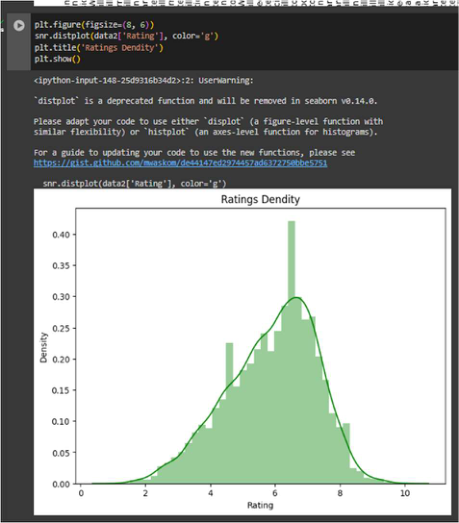 plt.figure(figsize=(8, 6))
snr.distplot(data2['Rating'], color='g')
plt.title('Ratings Dendity')
plt.show()
<ipython-input-148-25d9316b34d2>:2: UserWarning:
`distplot` is a deprecated function and will be removed in seaborn v0.14.0.
Please adapt your code to use either `displot` (a figure-level function with
similar flexibility) or `histplot` (an axes-level function for histograms).
For a guide to updating your code to use the new functions, please see
https://gist.github.com/mwaskom/de44147ed2974457ad6372750bbe5751
snr.distplot(data2['Rating'], color='g')
Ratings Dendity
0.40
0.35
0.30
0.25
0.20
0.15
0.10
0.05
0.00
Density
0
2
4
6
8
10
Rating